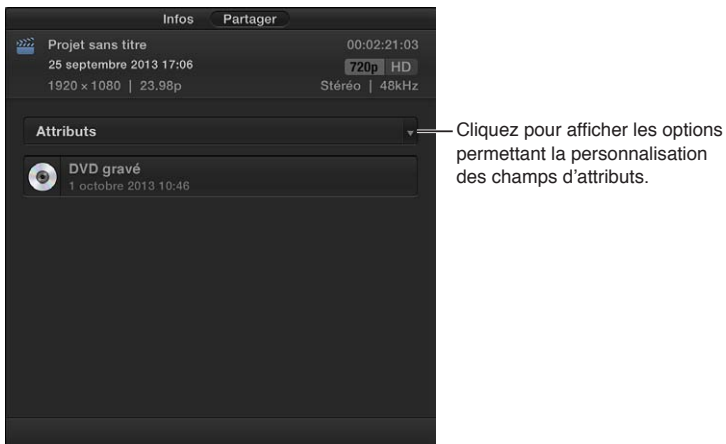 Infos Partager
Projet sans titre 00:02:21:03
25 septembre 2013 17:06 720p HD
1920 × 1080 | 23.98p Stéréo | 48kHz
Attributs
Cliquez pour afficher les options
permettant la personnalisation
des champs d’attributs.
DVD gravé
1 octobre 2013 10:46